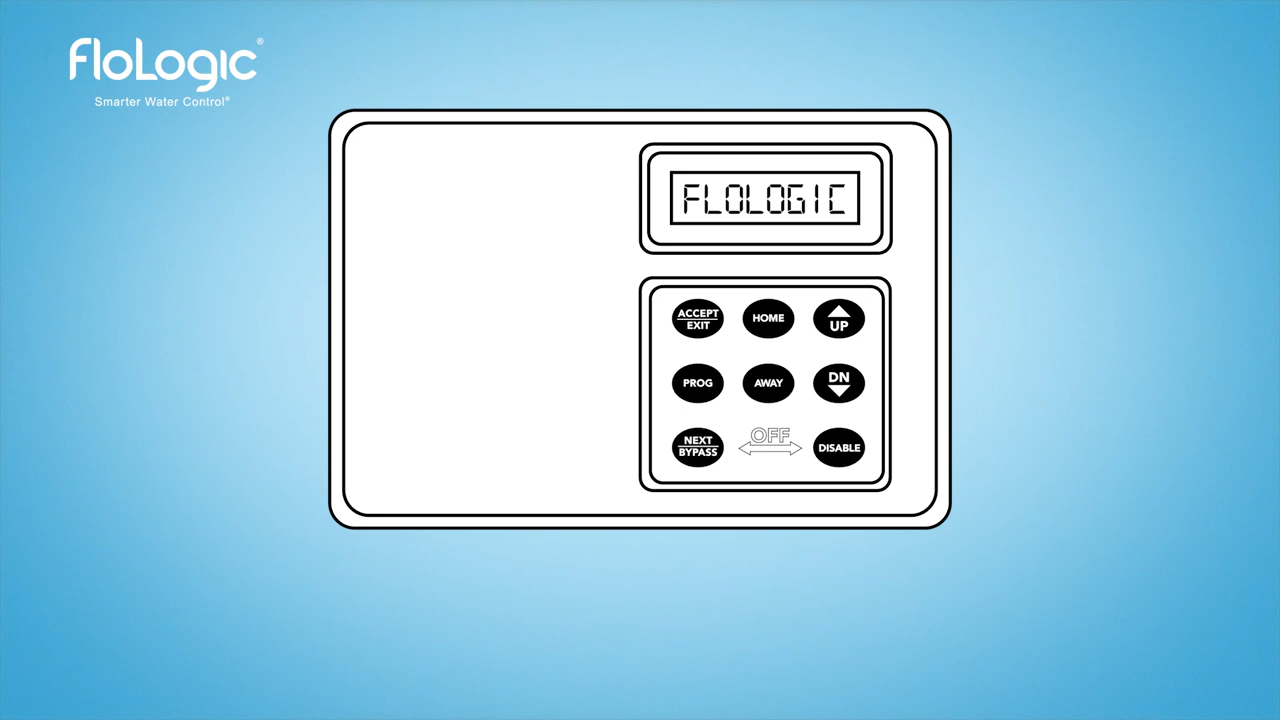 FloLogic®
Smarter Water Control®
FLOLOGIC
ACCEPT
EXIT
HOME
UP
PROG
AWAY
DN
NEXT
BYPASS
OFF
DISABLE